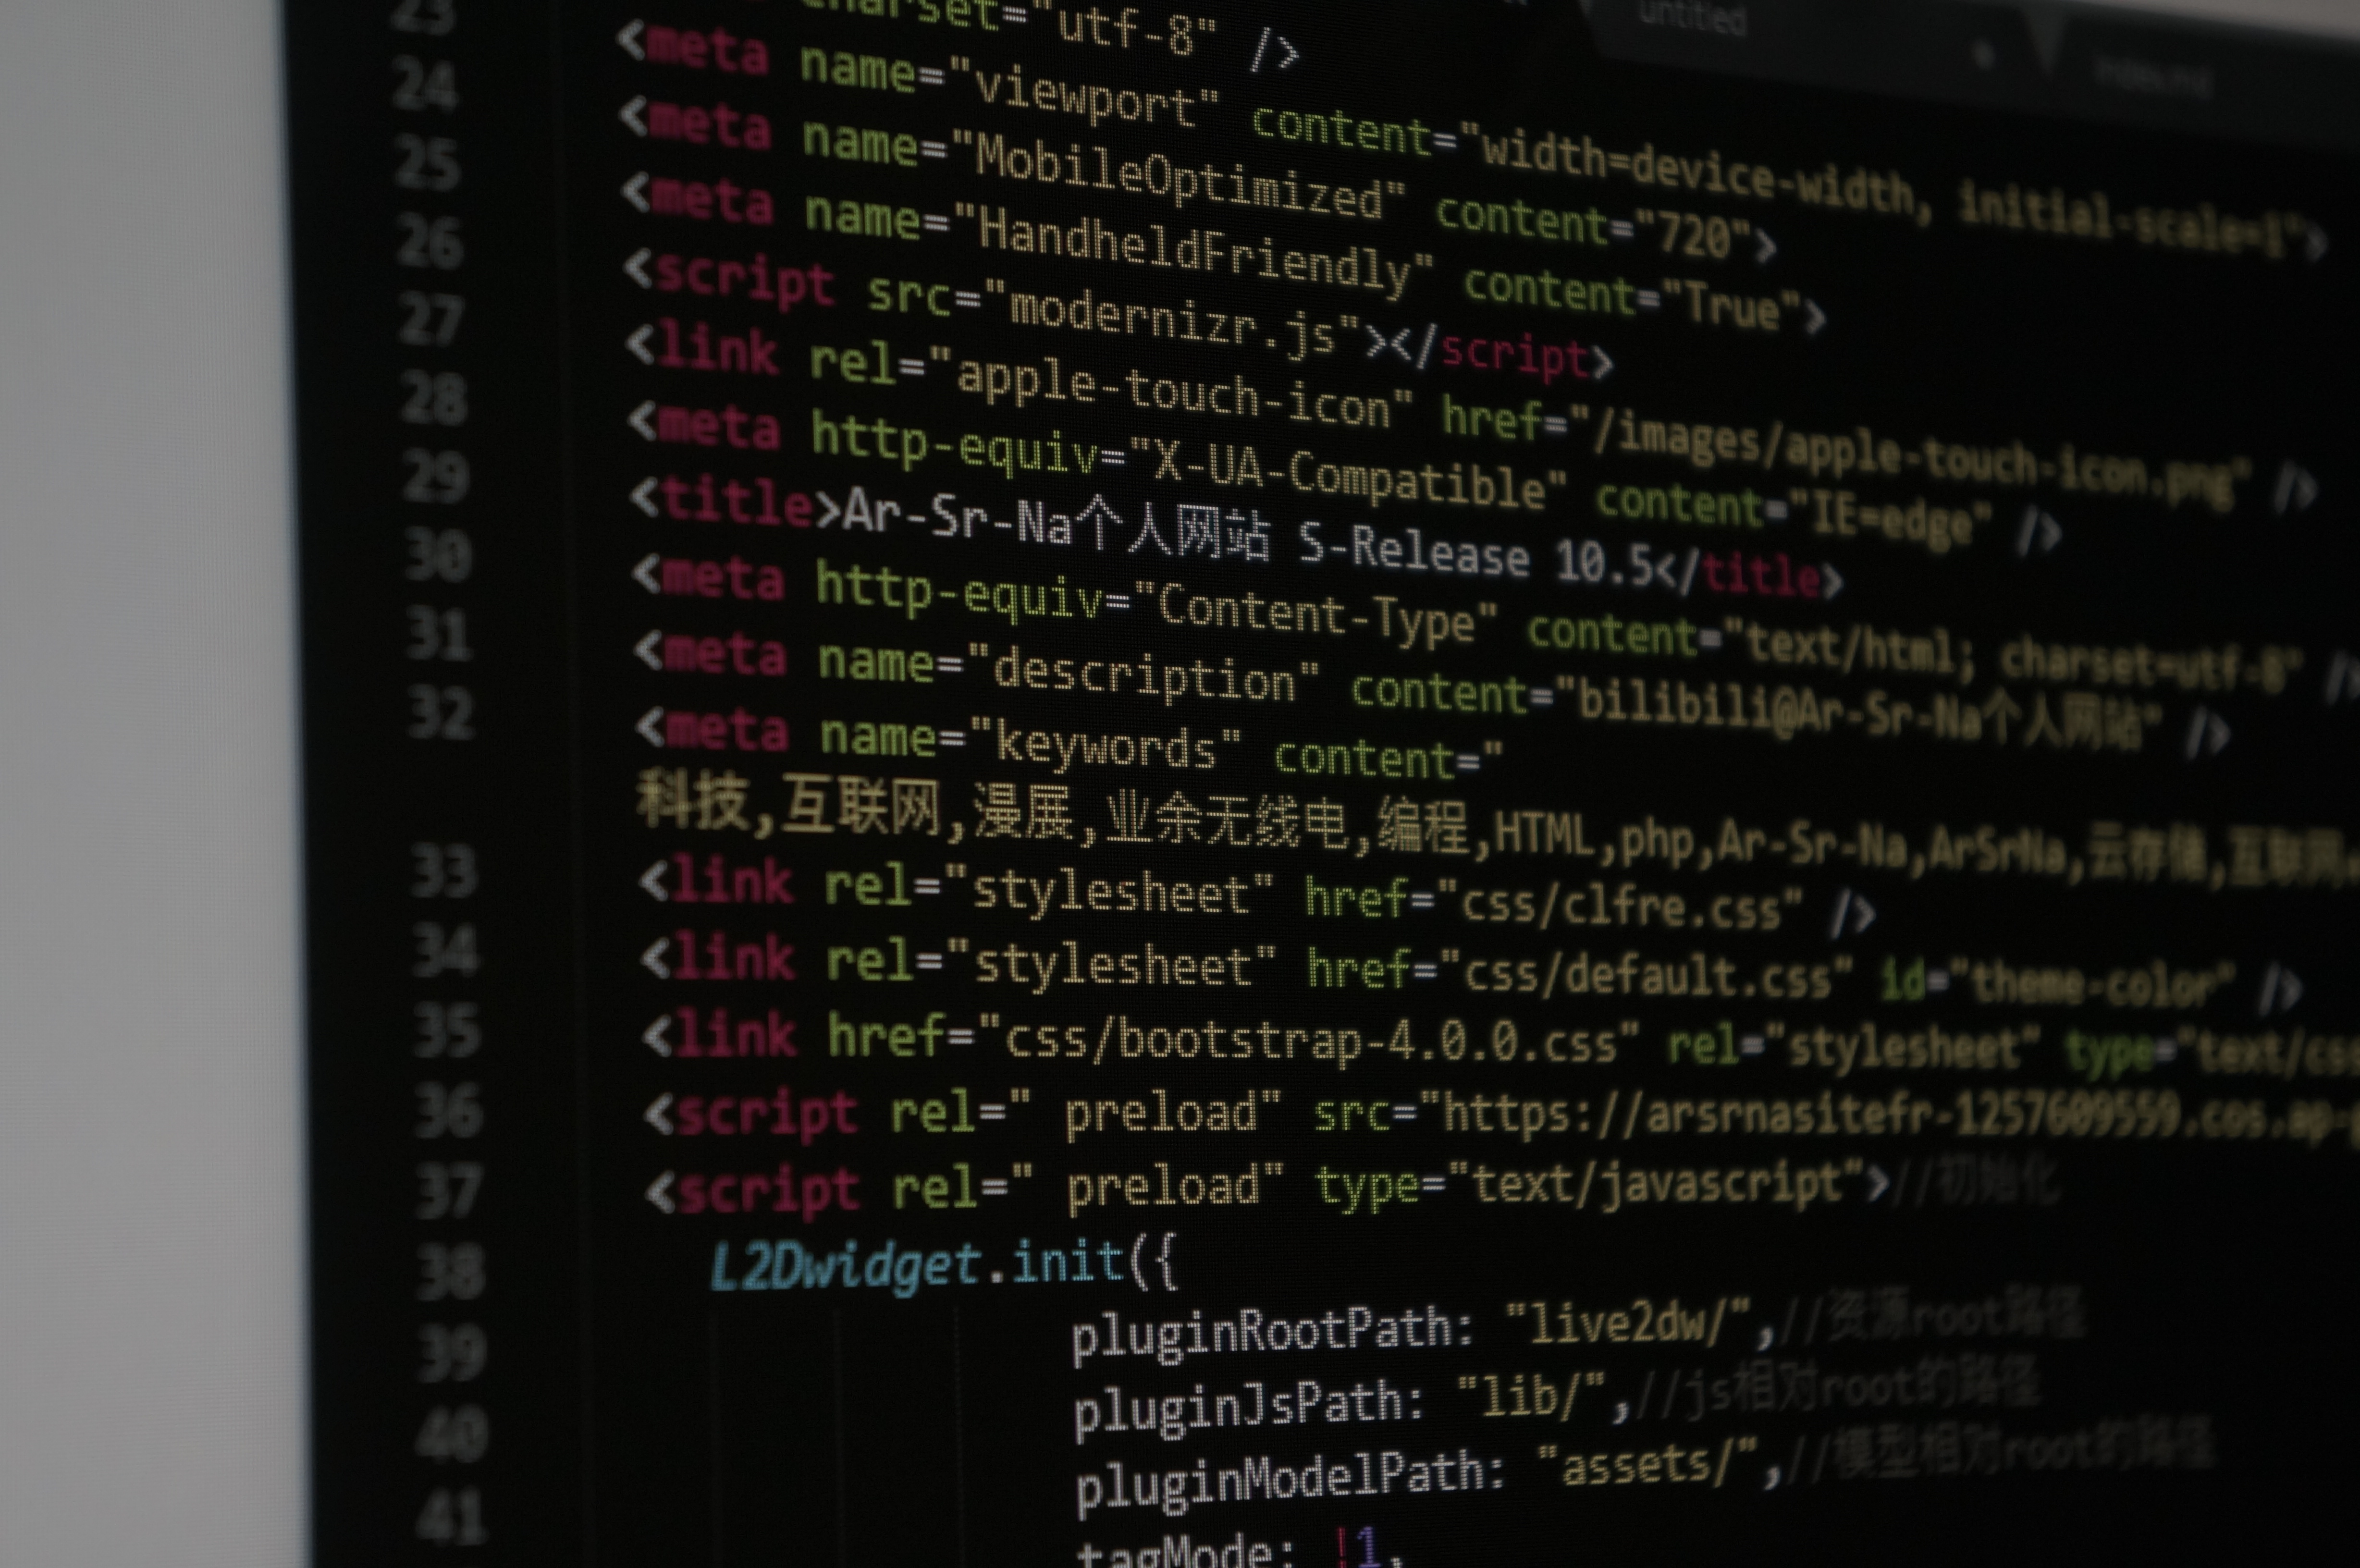 untitled
index.md
23 charset="utf-8" />
24 <meta name="viewport" content="width=device-width, initial-scale=1">
25 <meta name="MobileOptimized" content="720">
26 <meta name="HandheldFriendly" content="True">
27 <script src="modernizr.js"></script>
28 <link rel="apple-touch-icon" href="/images/apple-touch-icon.png" />
29 <meta http-equiv="X-UA-Compatible" content="IE=edge" />
30 <title>Ar-Sr-Na个人网站 S-Release 10.5</title>
31 <meta http-equiv="Content-Type" content="text/html; charset=utf-8" />
32 <meta name="description" content="bilibili@Ar-Sr-Na个人网站" />
<meta name="keywords" content="
科技,互联网,漫展,业余无线电,编程,HTML,php,Ar-Sr-Na,ArSrNa,云存储,互联网,
33 <link rel="stylesheet" href="css/clfre.css" />
34 <link rel="stylesheet" href="css/default.css" id="theme-color" />
35 <link href="css/bootstrap-4.0.0.css" rel="stylesheet" type="text/css
36 <script rel=" preload" src="https://arsrnasitefr-1257609559.cos.ap-
37 <script rel=" preload" type="text/javascript">//初始化
38 L2Dwidget.init({
39 pluginRootPath: "live2dw/",//资源root路径
40 pluginJsPath: "lib/",//js相对root的路径
41 pluginModelPath: "assets/",//模型相对root的路径
tagMode: !1,